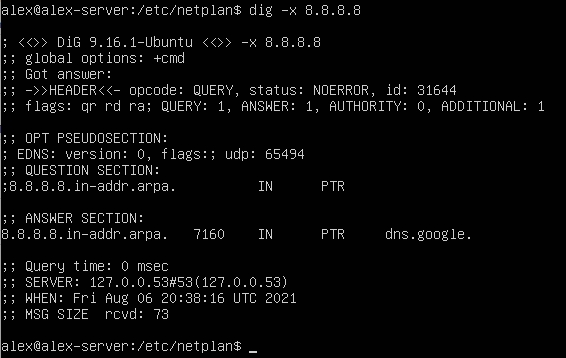 alex@alex-server:/etc/netplan$ dig -x 8.8.8.8

; <<>> DiG 9.16.1-Ubuntu <<>> -x 8.8.8.8
;; global options: +cmd
;; Got answer:
;; ->>HEADER<<- opcode: QUERY, status: NOERROR, id: 31644
;; flags: qr rd ra; QUERY: 1, ANSWER: 1, AUTHORITY: 0, ADDITIONAL: 1

;; OPT PSEUDOSECTION:
; EDNS: version: 0, flags:; udp: 65494
;; QUESTION SECTION:
;8.8.8.8.in-addr.arpa.          IN      PTR

;; ANSWER SECTION:
8.8.8.8.in-addr.arpa.   7160    IN      PTR     dns.google.

;; Query time: 0 msec
;; SERVER: 127.0.0.53#53(127.0.0.53)
;; WHEN: Fri Aug 06 20:38:16 UTC 2021
;; MSG SIZE  rcvd: 73

alex@alex-server:/etc/netplan$ _